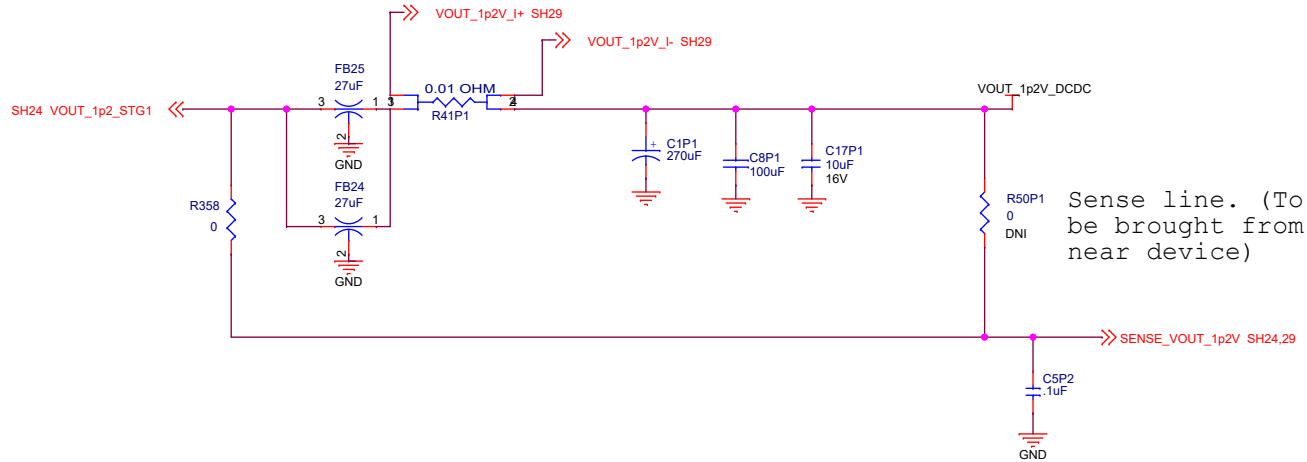 VOUT_1p2V_I+ SH29
VOUT_1p2V_I- SH29
FB25
27uF
0.01 OHM
VOUT_1p2V_DCDC
SH24 VOUT_1p2_STG1
3
1
3
1
2
4
R41P1
C1P1
270uF
+
C8P1
100uF
C17P1
10uF
16V
2
GND
FB24
27uF
R358
0
3
1
R50P1
0
DNI
Sense line. (To
be brought from
near device)
2
GND
SENSE_VOUT_1p2V SH24,29
C5P2
.1uF
GND